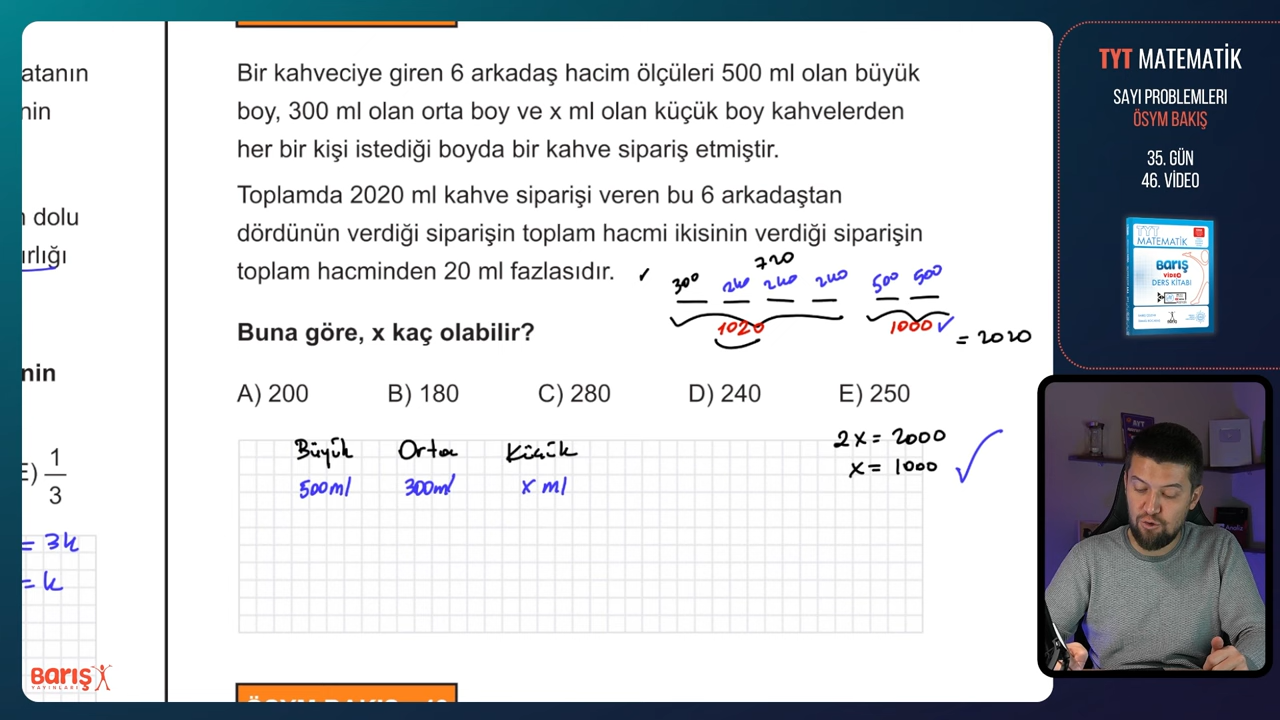 atanın
nin
n dolu
ırlığı
nin
E) 1/3
= 3k
= k
BARIŞ
YAYINLARI
Bir kahveciye giren 6 arkadaş hacim ölçüleri 500 ml olan büyük
boy, 300 ml olan orta boy ve x ml olan küçük boy kahvelerden
her bir kişi istediği boyda bir kahve sipariş etmiştir.
Toplamda 2020 ml kahve siparişi veren bu 6 arkadaştan
dördünün verdiği siparişin toplam hacmi ikisinin verdiği siparişin
toplam hacminden 20 ml fazlasıdır.
720
300 240 240 240 500 500
1020 1000 ✓
= 2020
Buna göre, x kaç olabilir?
A) 200 B) 180 C) 280 D) 240 E) 250
Büyük Orta Küçük
500ml 300ml x ml
2x = 2000
x = 1000
TYT MATEMATİK
SAYI PROBLEMLERI
ÖSYM BAKIŞ
35. GÜN
46. VİDEO
TYT
MATEMATİK
BARIŞ
VİDEO
DERS KİTABI